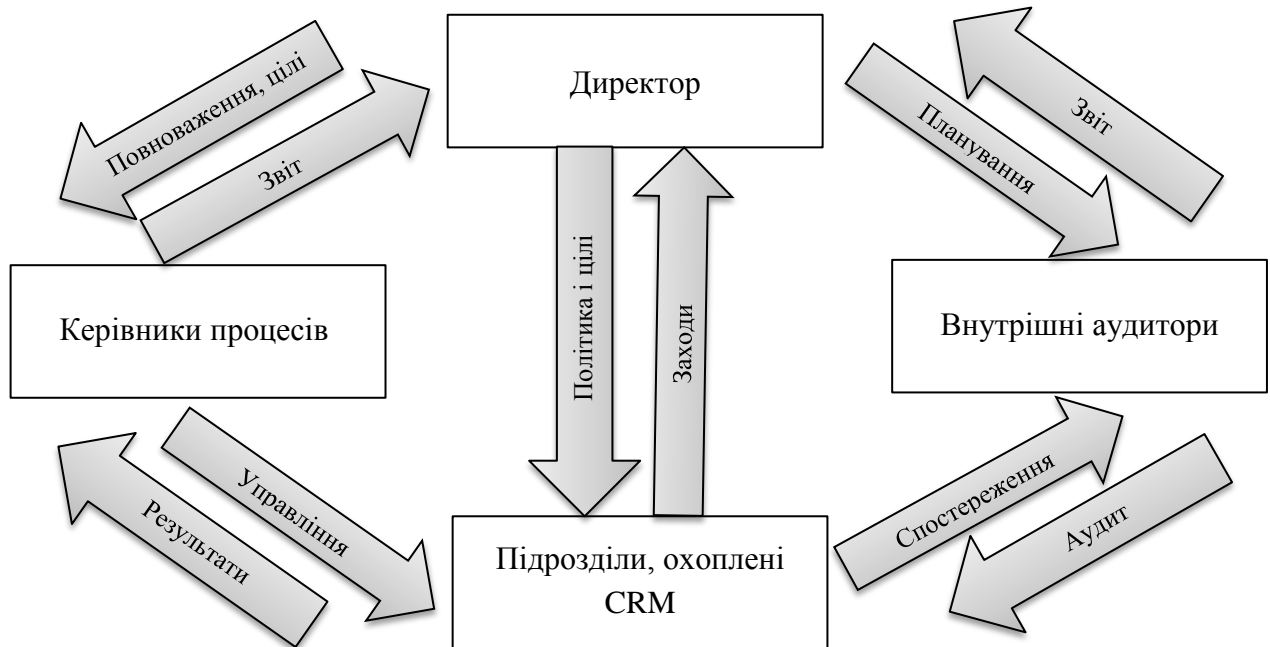 Директор
Повноваження, цілі
Звіт
Звіт
Планування
Керівники процесів
Політика і цілі
Заходи
Внутрішні аудитори
Управління
Результати
Спостереження
Аудит
Підрозділи, охоплені
CRM